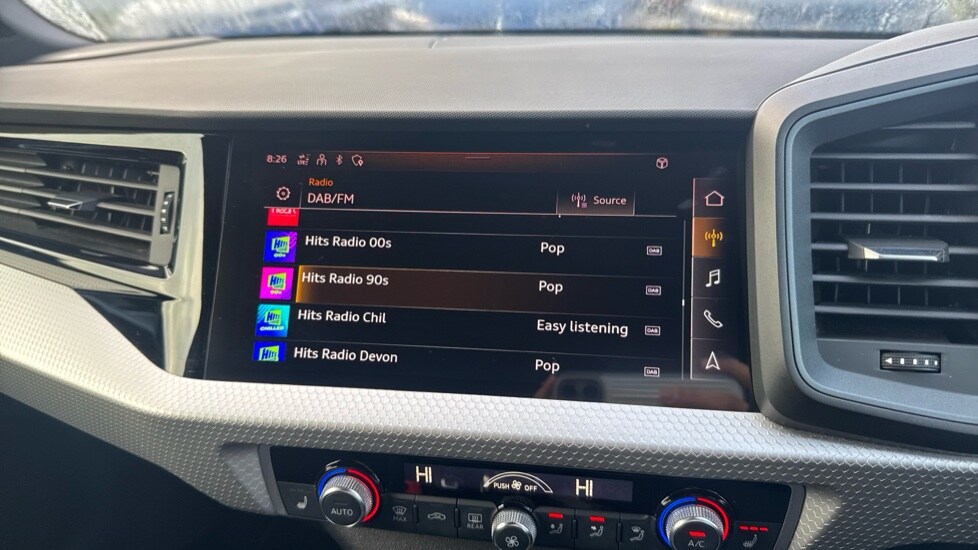 8:26
Radio
DAB/FM
Source
Hits Radio 00s Pop DAB
Hits Radio 90s Pop DAB
Hits Radio Chil Easy listening DAB
CHILLED
Hits Radio Devon Pop DAB
HI PUSH OFF HI
AUTO MAX REAR A/C